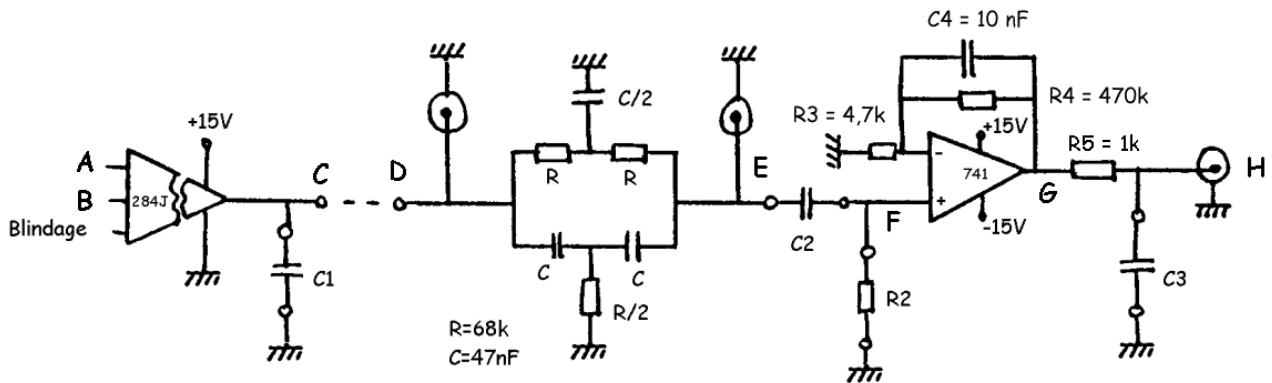 C4 = 10 nF
C/2
R3 = 4,7k
R4 = 470k
+15V
+15V
R5 = 1k
A
C
D
R
R
E
-
741
H
B
284J
+
F
G
-15V
Blindage
C2
C1
C
C
R2
C3
R/2
R=68k
C=47nF